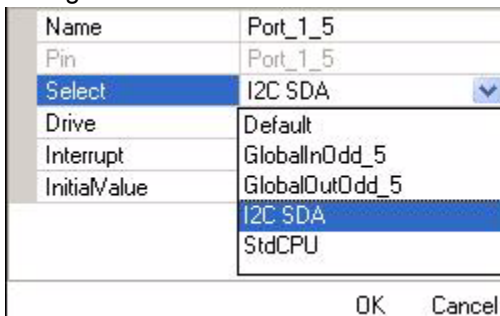 Name Port_1_5
Pin Port_1_5
Select I2C SDA
Drive Default
Interrupt GlobalInOdd_5
InitialValue GlobalOutOdd_5
I2C SDA
StdCPU
OK Cancel